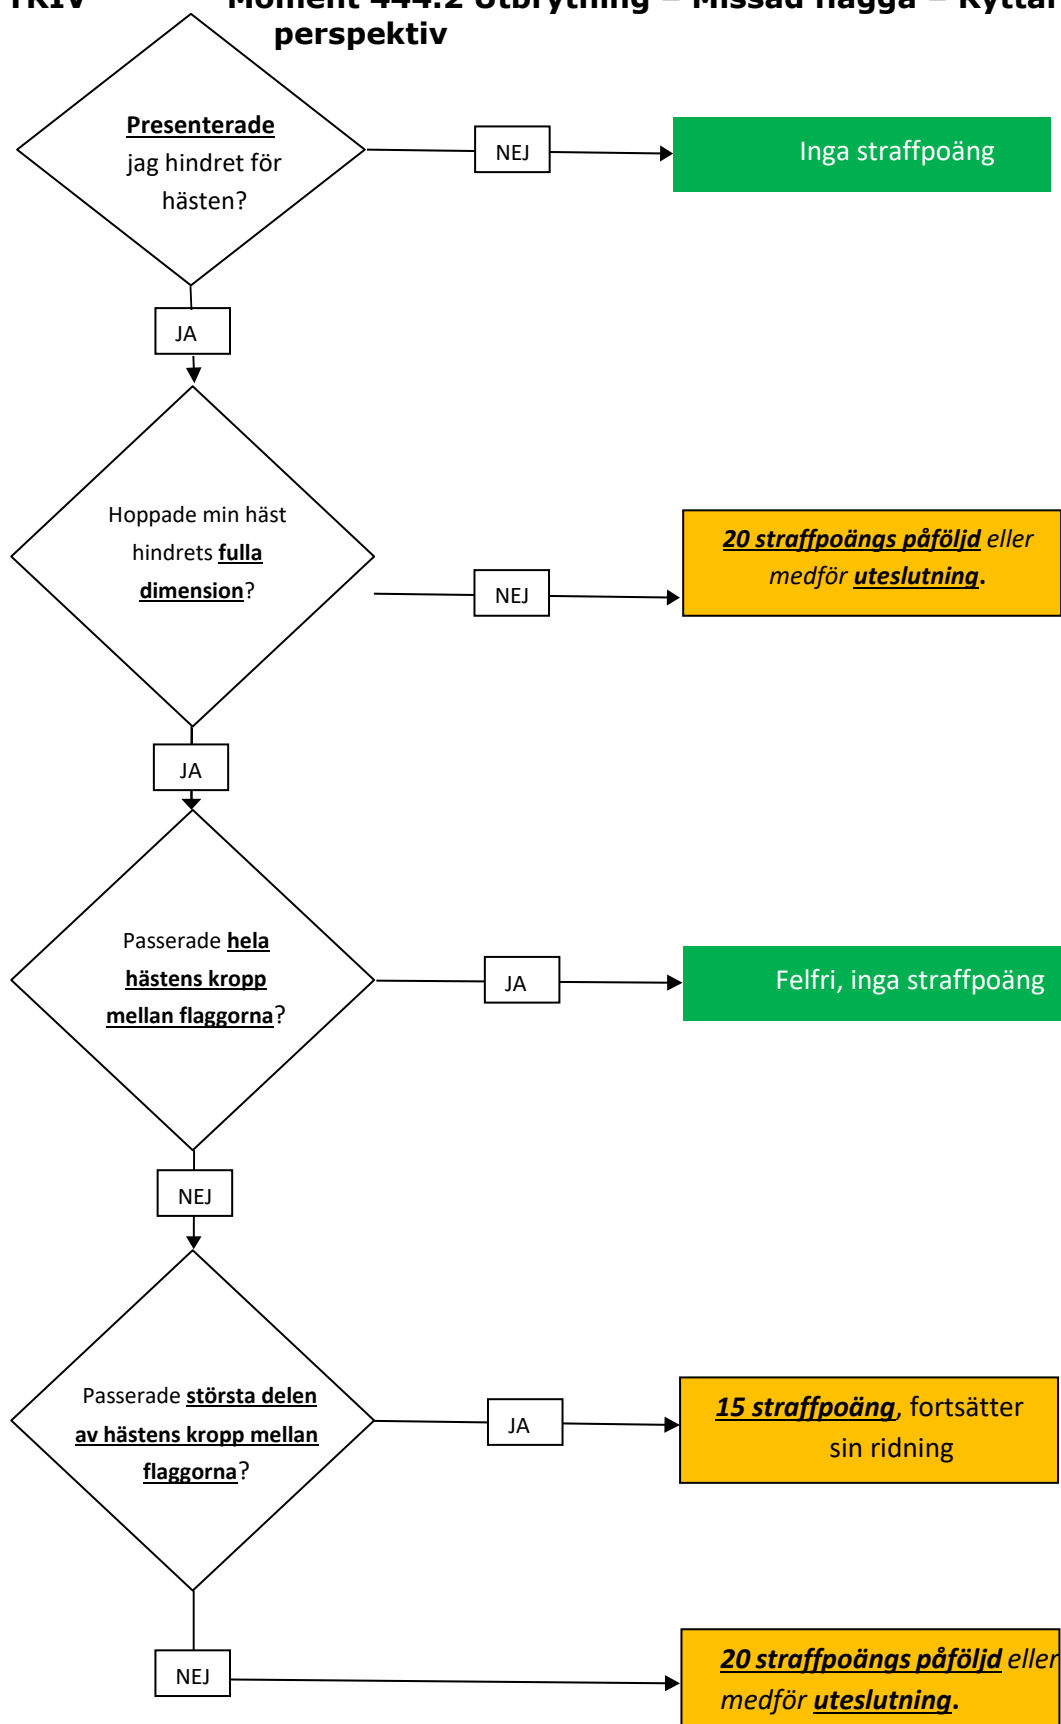 TRIV Moment 444.2 Utbrytning – Missad flagga – Ryttar
perspektiv
Presenterade
jag hindret för
hästen?
NEJ
Inga straffpoäng
JA
Hoppade min häst
hindrets fulla
dimension?
NEJ
20 straffpoängs påföljd eller
medför uteslutning.
JA
Passerade hela
hästens kropp
mellan flaggorna?
JA
Felfri, inga straffpoäng
NEJ
Passerade största delen
av hästens kropp mellan
flaggorna?
JA
15 straffpoäng, fortsätter
sin ridning
NEJ
20 straffpoängs påföljd eller
medför uteslutning.